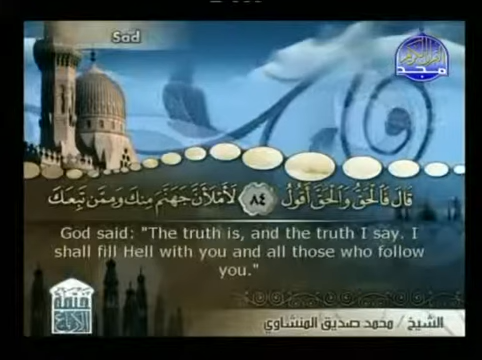 Sad
مجد
قَالَ فَالْحَقُّ وَالْحَقَّ أَقُولُ ٨٤ لَأَمْلَأَنَّ جَهَنَّمَ مِنكَ وَمِمَّن تَبِعَكَ
God said: "The truth is, and the truth I say. I
shall fill Hell with you and all those who follow
you."
الشيخ / محمد صديق المنشاوي